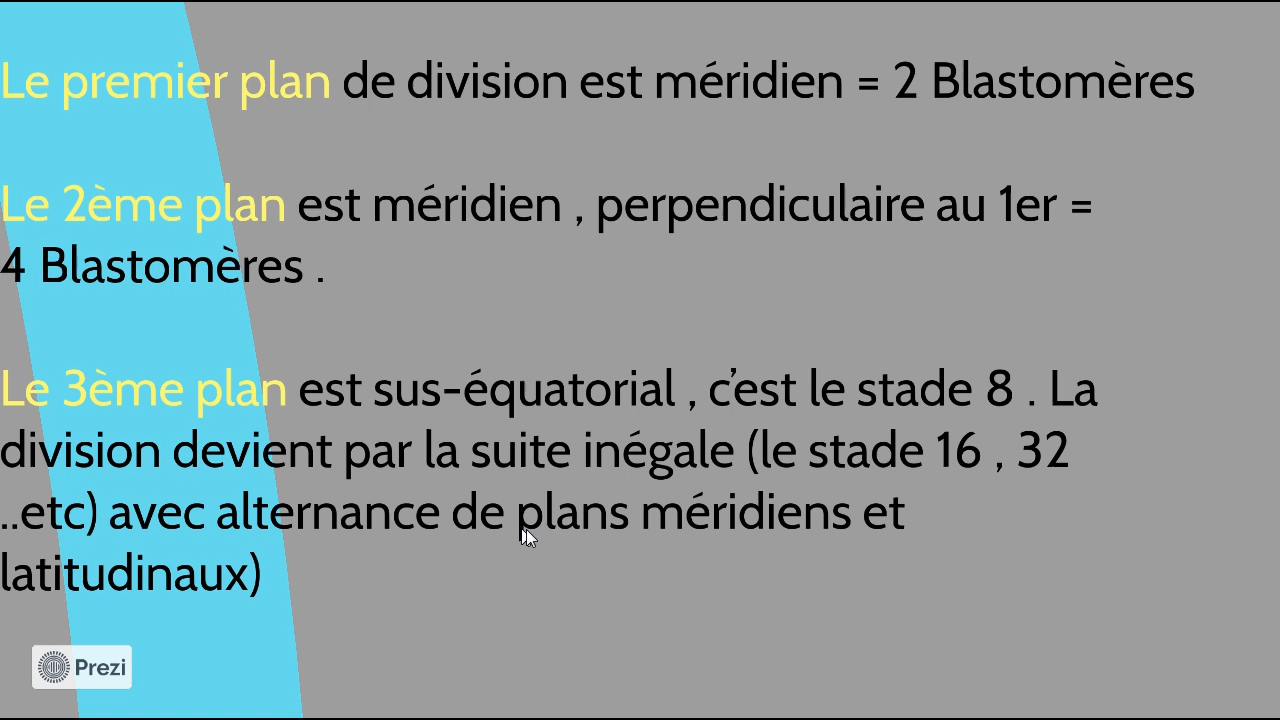 Le premier plan de division est méridien = 2 Blastomères
Le 2ème plan est méridien , perpendiculaire au 1er =
4 Blastomères .
Le 3ème plan est sus-équatorial , c'est le stade 8 . La
division devient par la suite inégale (le stade 16 , 32
..etc) avec alternance de plans méridiens et
latitudinaux)
Prezi